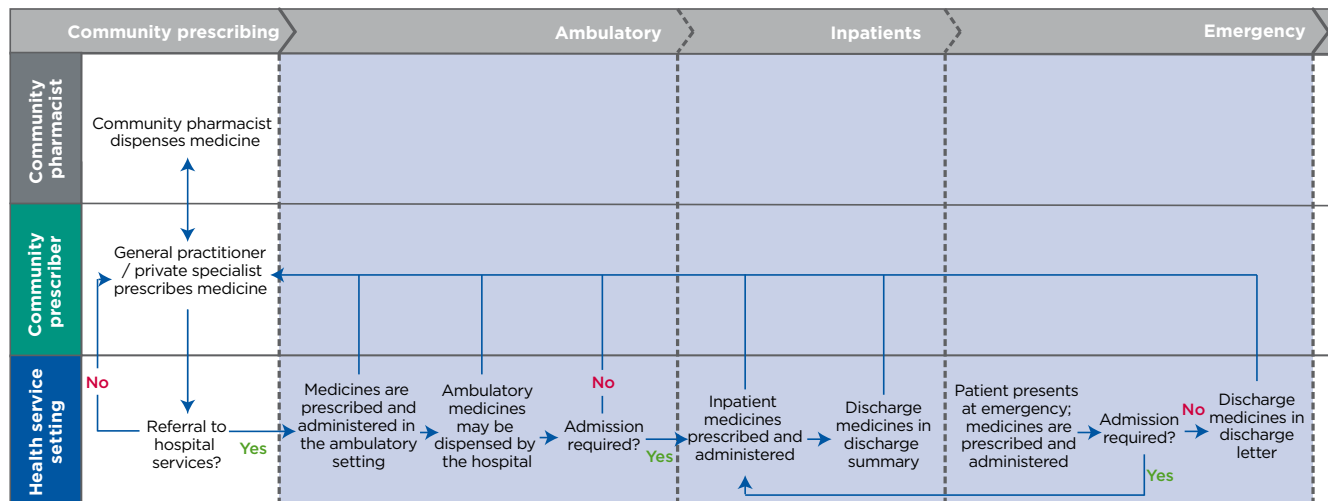 Community prescribing
Ambulatory
Inpatients
Emergency
Community
pharmacist
Community pharmacist
dispenses medicine
Community
prescriber
General practitioner
/ private specialist
prescribes medicine
Health service
setting
No
Referral to
hospital
services?
Yes
Medicines are
prescribed and
administered in
the ambulatory
setting
Ambulatory
medicines
may be
dispensed by
the hospital
No
Admission
required?
Yes
Inpatient
medicines
prescribed and
administered
Discharge
medicines in
discharge
summary
Patient presents
at emergency;
medicines are
prescribed and
administered
Admission
required?
No
Yes
Discharge
medicines in
discharge
letter